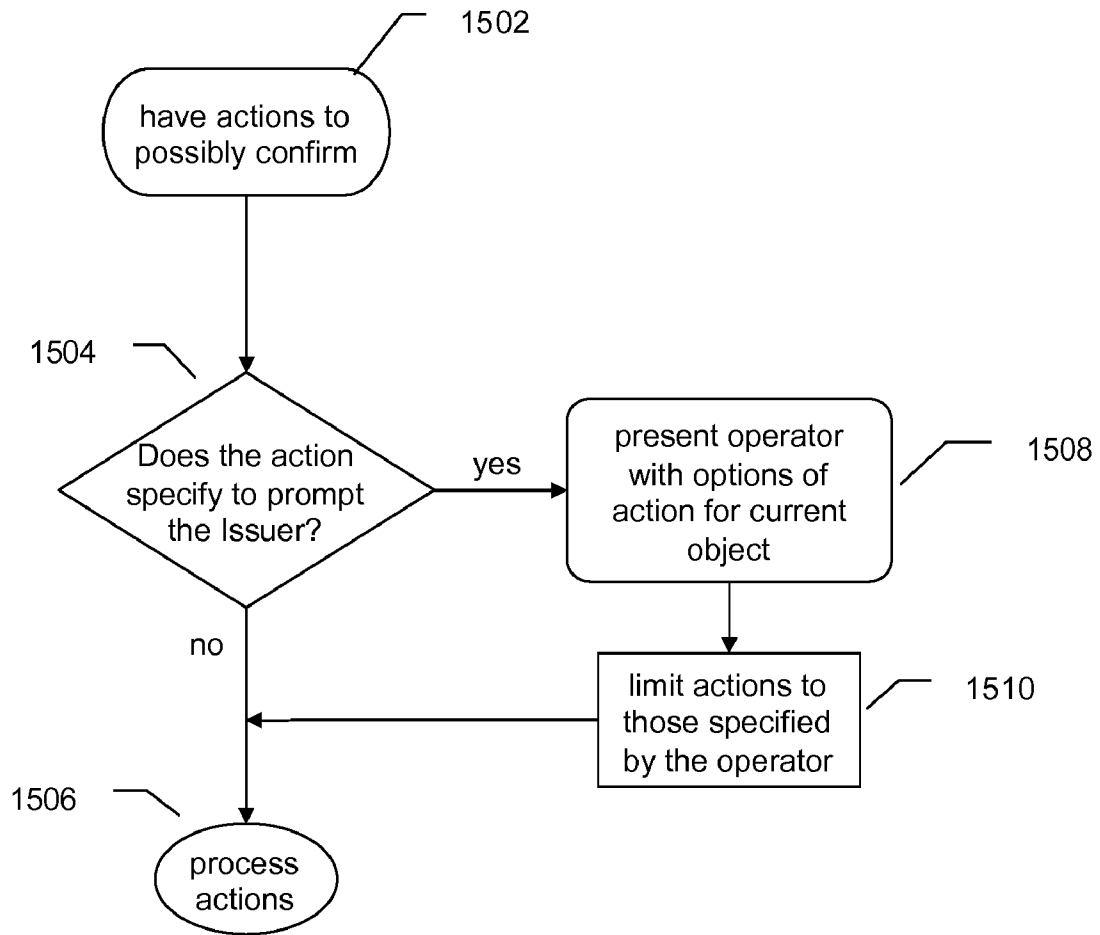 1502
have actions to
possibly confirm
1504
Does the action
specify to prompt
the Issuer?
yes
present operator
with options of
action for current
object
1508
no
limit actions to
those specified
by the operator
1510
1506
process
actions